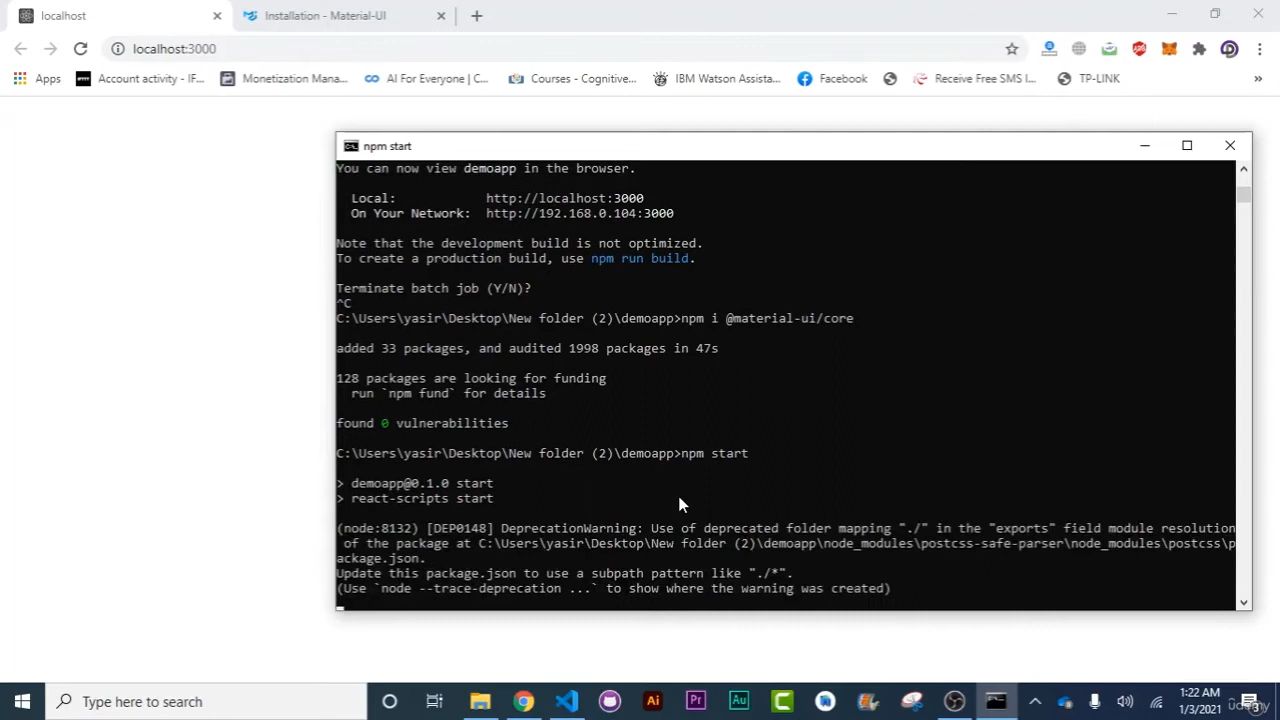 localhost
Installation - Material-UI
localhost:3000
Apps
Account activity - IF...
Monetization Mana...
AI For Everyone | C...
Courses - Cognitive...
IBM Watson Assista...
Facebook
Receive Free SMS I...
TP-LINK
»
npm start
You can now view demoapp in the browser.
Local: http://localhost:3000
On Your Network: http://192.168.0.104:3000
Note that the development build is not optimized.
To create a production build, use npm run build.
Terminate batch job (Y/N)?
^C
C:\Users\yasir\Desktop\New folder (2)\demoapp>npm i @material-ui/core
added 33 packages, and audited 1998 packages in 47s
128 packages are looking for funding
run `npm fund` for details
found 0 vulnerabilities
C:\Users\yasir\Desktop\New folder (2)\demoapp>npm start
> demoapp@0.1.0 start
> react-scripts start
(node:8132) [DEP0148] DeprecationWarning: Use of deprecated folder mapping "./" in the "exports" field module resolution
of the package at C:\Users\yasir\Desktop\New folder (2)\demoapp\node_modules\postcss-safe-parser\node_modules\postcss\p
ackage.json.
Update this package.json to use a subpath pattern like "./*".
(Use `node --trace-deprecation ...` to show where the warning was created)
Type here to search
Ai
Pr
Au
1:22 AM
1/3/2021
Udemy